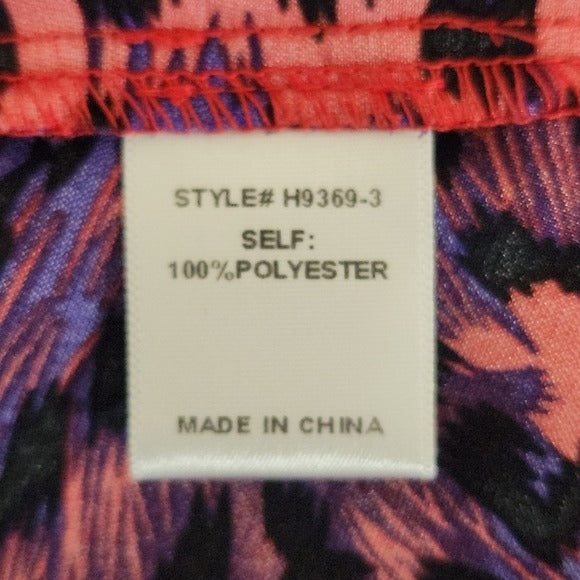 STYLE# H9369-3
SELF:
100%POLYESTER
MADE IN CHINA